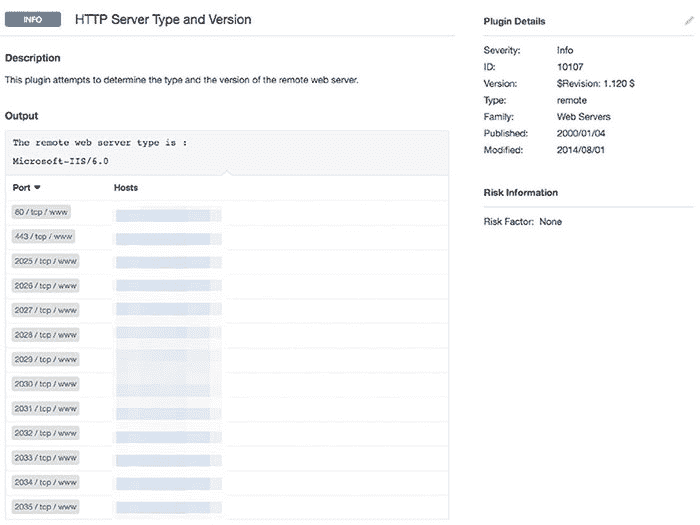 INFO HTTP Server Type and Version
Description
This plugin attempts to determine the type and the version of the remote web server.
Output
The remote web server type is :
Microsoft-IIS/6.0
Port Hosts
80 / tcp / www
443 / tcp / www
2025 / tcp / www
2026 / tcp / www
2027 / tcp / www
2028 / tcp / www
2029 / tcp / www
2030 / tcp / www
2031 / tcp / www
2032 / tcp / www
2033 / tcp / www
2034 / tcp / www
2035 / tcp / www
Plugin Details
Severity: Info
ID: 10107
Version: $Revision: 1.120 $
Type: remote
Family: Web Servers
Published: 2000/01/04
Modified: 2014/08/01
Risk Information
Risk Factor: None